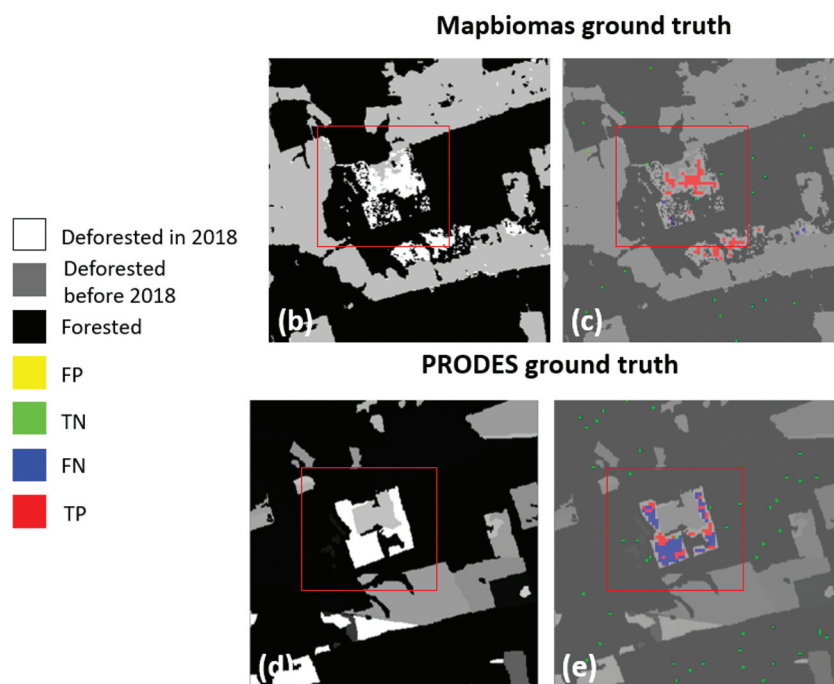 Mapbiomas ground truth
(b)
(c)
Deforested in 2018
Deforested
before 2018
Forested
FP
TN
FN
TP
PRODES ground truth
(d)
(e)